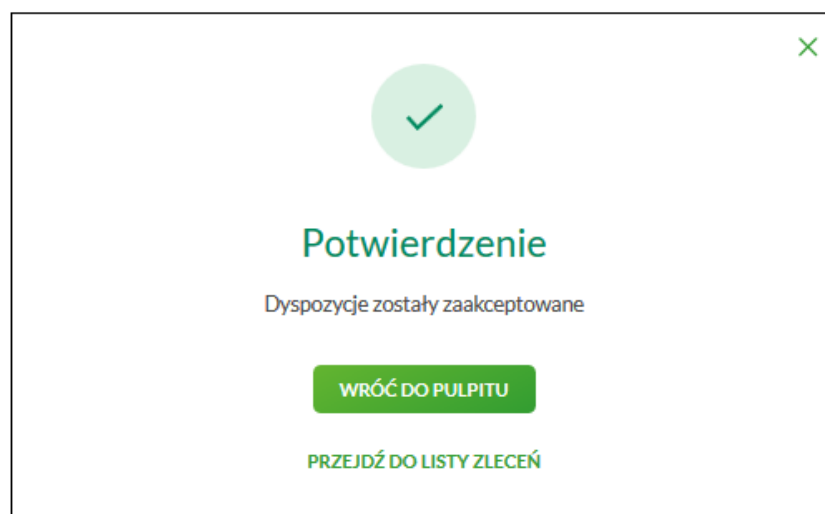 Potwierdzenie
Dyspozycje zostały zaakceptowane
WRÓĆ DO PULPITU
PRZEJDŹ DO LISTY ZLECEŃ